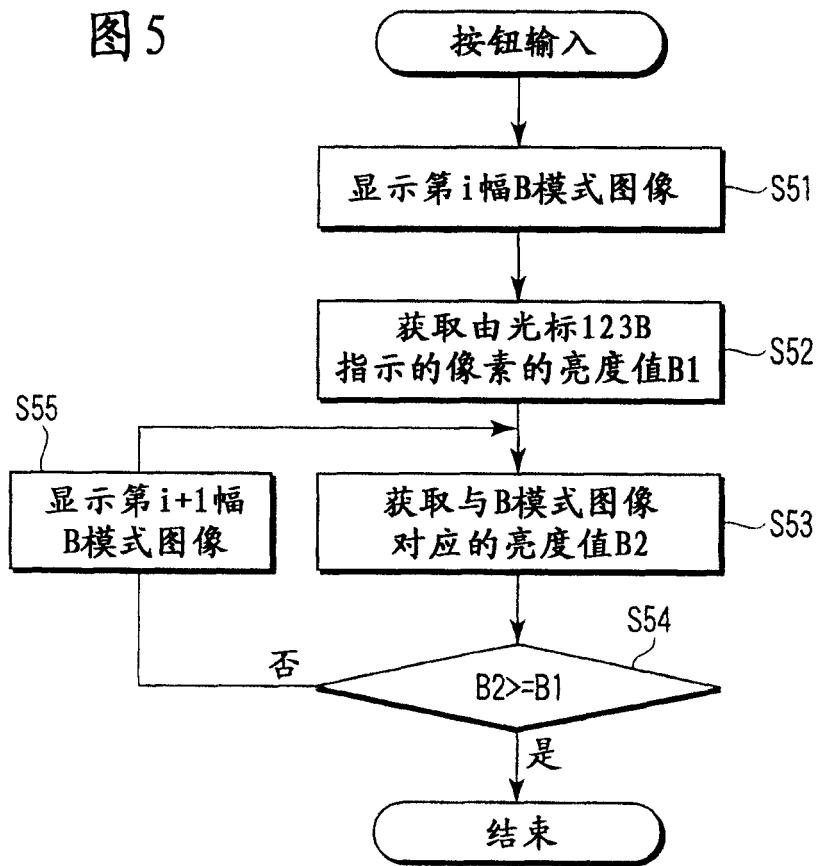 图5
按钮输入
显示第i幅B模式图像
S51
获取由光标123B
指示的像素的亮度值B1
S52
S55
显示第i+1幅
B模式图像
获取与B模式图像
对应的亮度值B2
S53
S54
否
B2>=B1
是
结束